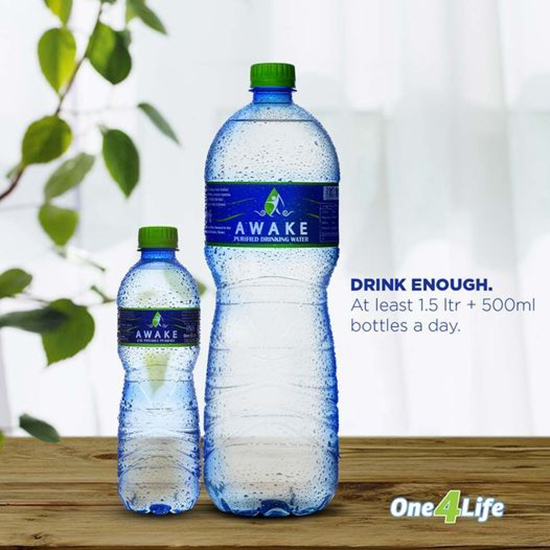 AWAKE
PURIFIED DRINKING WATER
AWAKE
DRINK ENOUGH.
At least 1.5 ltr + 500ml
bottles a day.
One4Life